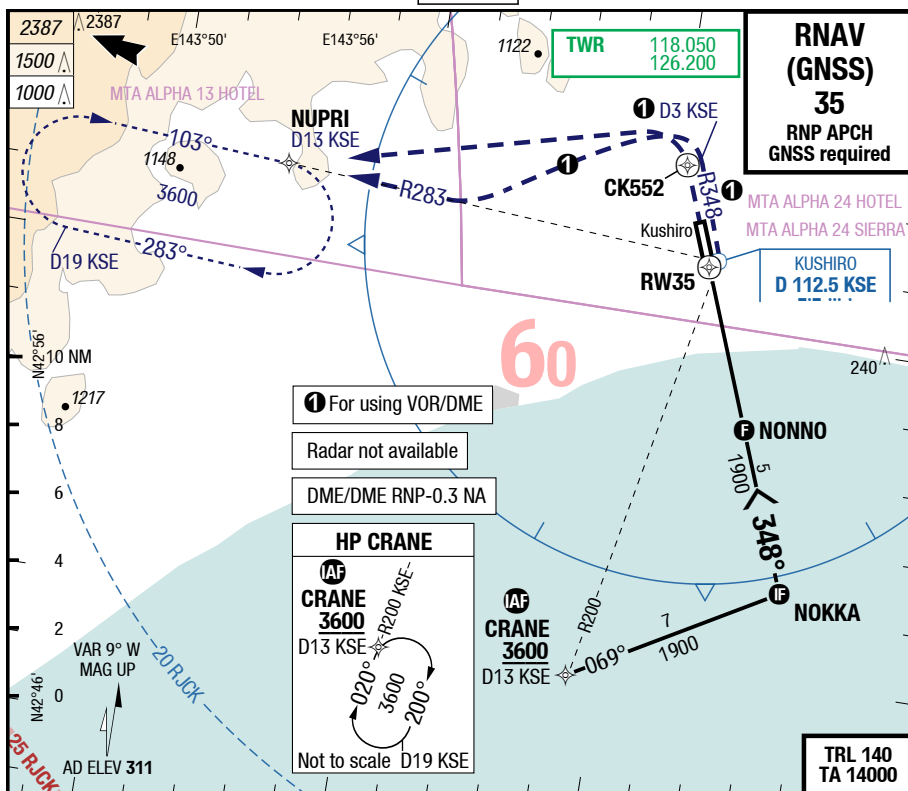 2387
1500
1000
2387
E143°50'
E143°56'
1122
TWR 118.050
126.200
RNAV
(GNSS)
35
RNP APCH
GNSS required
MTA ALPHA 13 HOTEL
NUPRI
D13 KSE
1 D3 KSE
103°
1148
3600
1
R283
CK552
R348
1
MTA ALPHA 24 HOTEL
MTA ALPHA 24 SIERRA
Kushiro
D19 KSE
283°
RW35
KUSHIRO
D 112.5 KSE
N42°56'
10 NM
60
240
1217
8
1 For using VOR/DME
F NONNO
Radar not available
5
1900
6
DME/DME RNP-0.3 NA
348°
4
HP CRANE
IAF
CRANE
3600
D13 KSE
R200 KSE
020°
3600
200°
Not to scale D19 KSE
IAF
CRANE
3600
D13 KSE
R200
IF NOKKA
7
069°
1900
2
VAR 9° W
MAG UP
20 RJCK
N42°46'
0
25 RJCK
AD ELEV 311
TRL 140
TA 14000